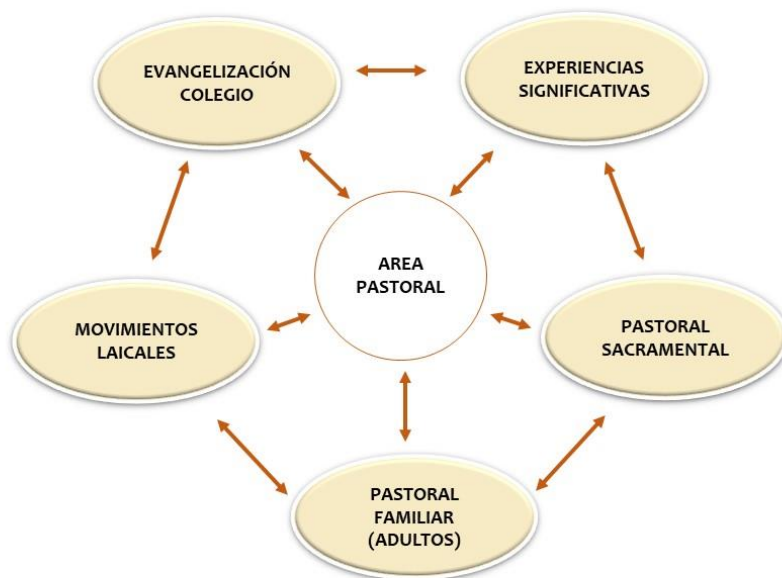 EVANGELIZACIÓN
COLEGIO
EXPERIENCIAS
SIGNIFICATIVAS
AREA
PASTORAL
MOVIMIENTOS
LAICALES
PASTORAL
SACRAMENTAL
PASTORAL
FAMILIAR
(ADULTOS)